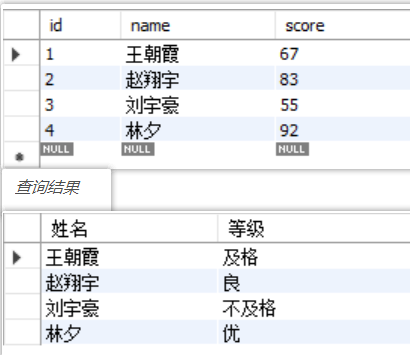 id name score
1 王朝霞 67
2 赵翔宇 83
3 刘宇豪 55
4 林夕 92
NULL NULL NULL
查询结果
姓名 等级
王朝霞 及格
赵翔宇 良
刘宇豪 不及格
林夕 优